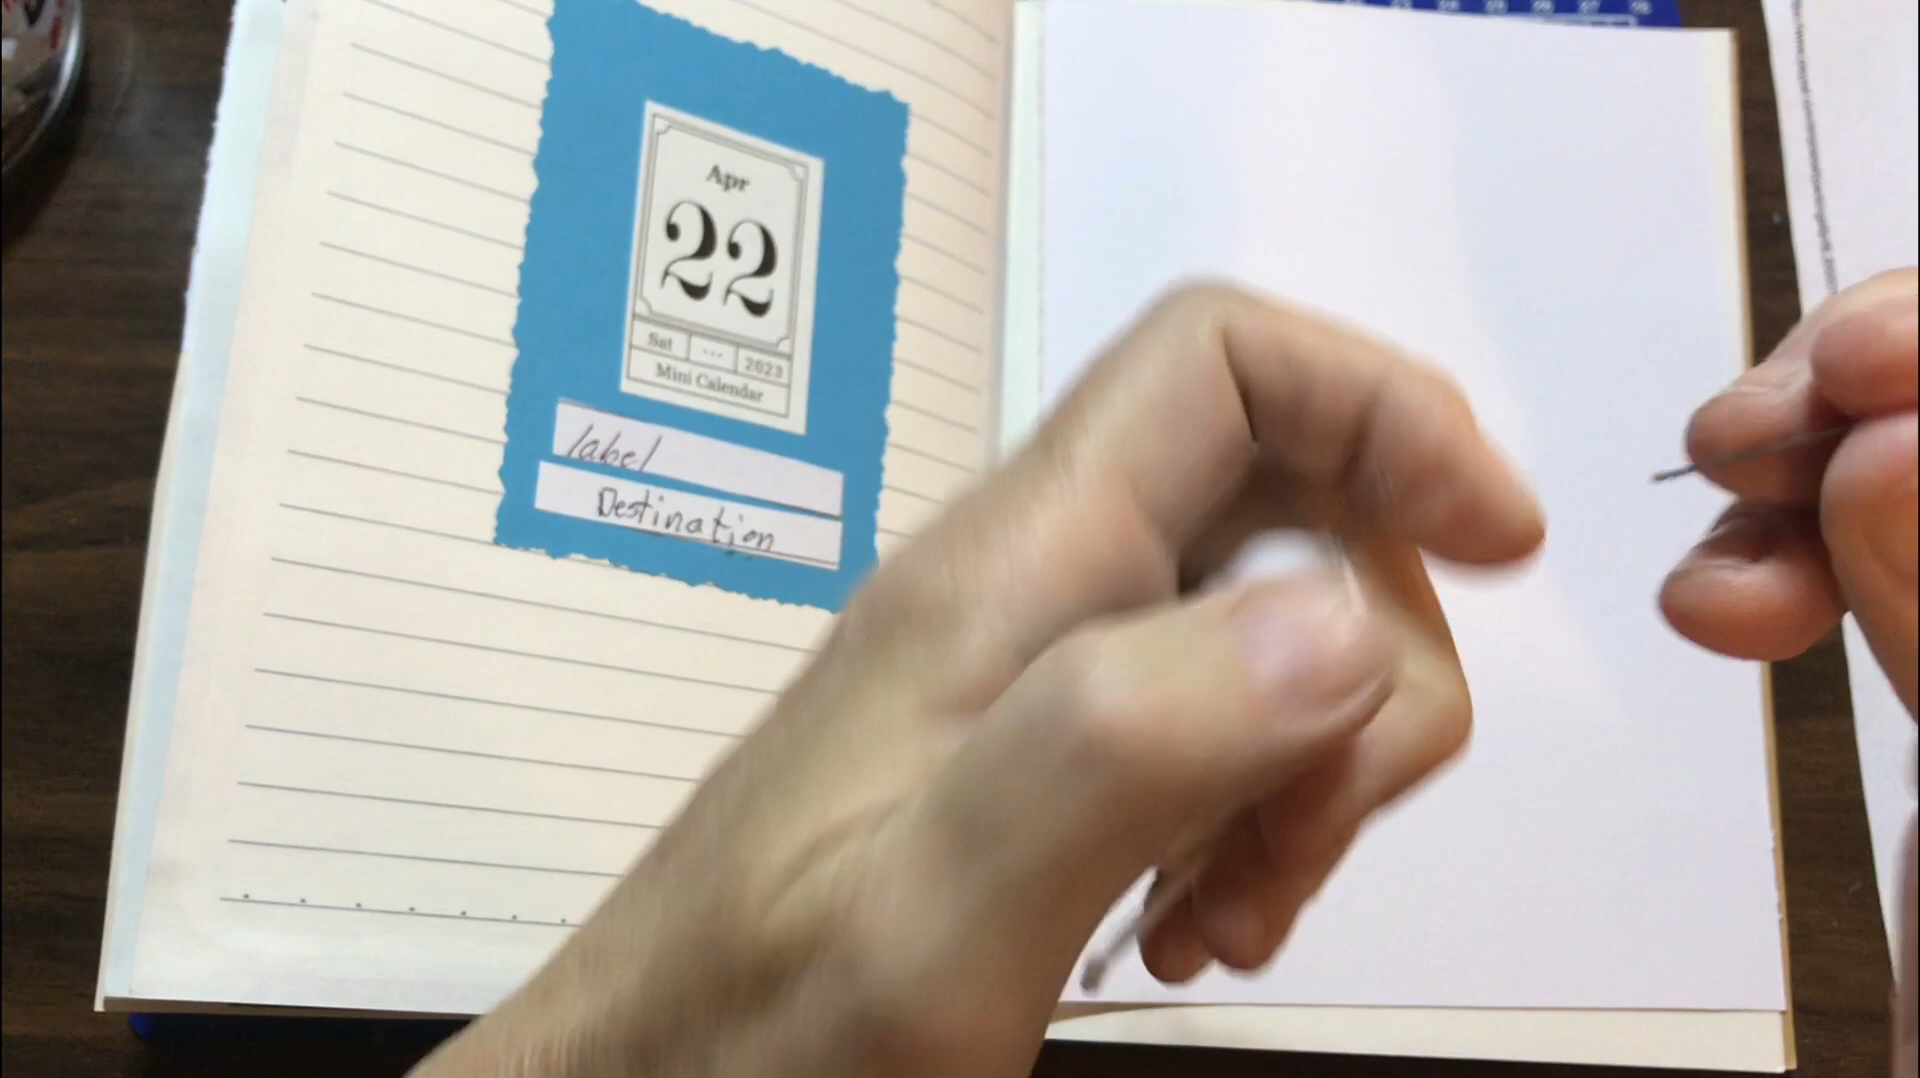 Apr
22
Sat ... 2023
Mini Calendar
label
Destination